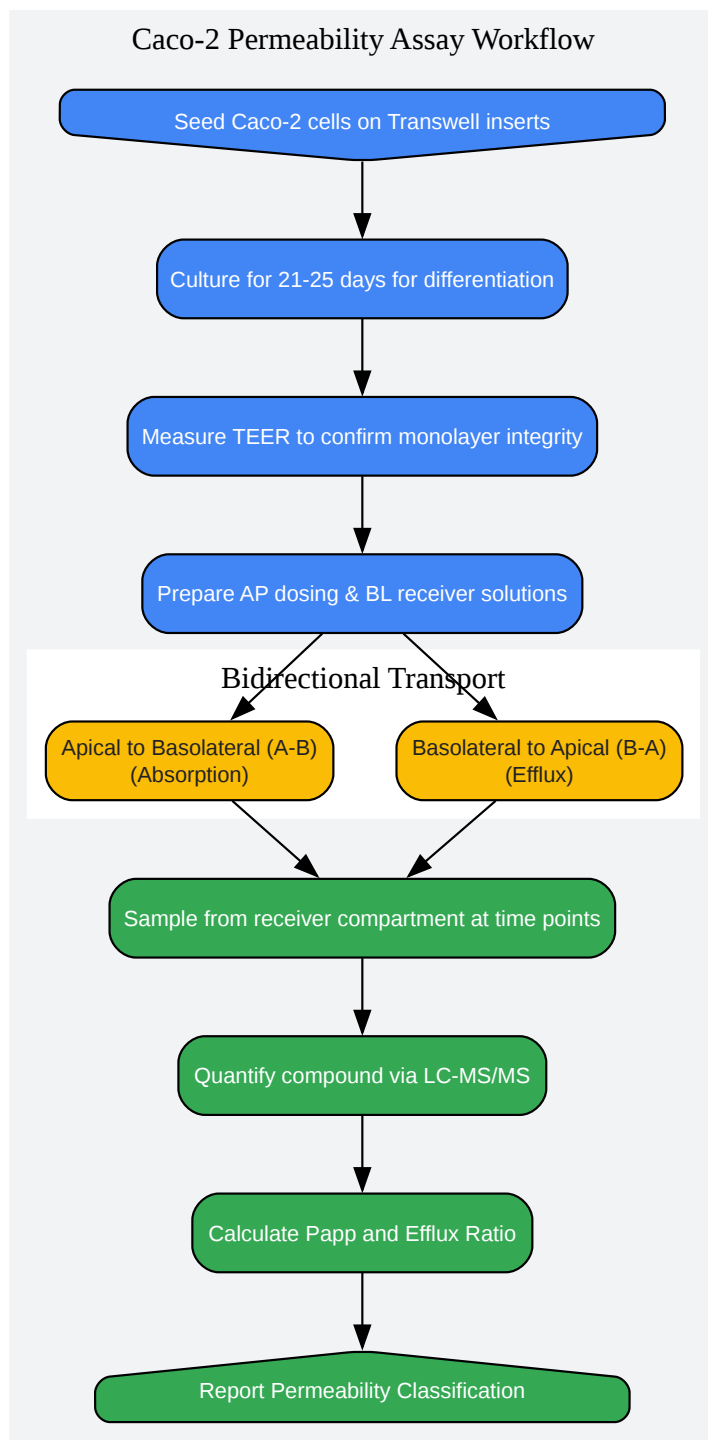 Caco-2 Permeability Assay Workflow
Seed Caco-2 cells on Transwell inserts
Culture for 21-25 days for differentiation
Measure TEER to confirm monolayer integrity
Prepare AP dosing & BL receiver solutions
Bidirectional Transport
Apical to Basolateral (A-B)
(Absorption)
Basolateral to Apical (B-A)
(Efflux)
Sample from receiver compartment at time points
Quantify compound via LC-MS/MS
Calculate Papp and Efflux Ratio
Report Permeability Classification